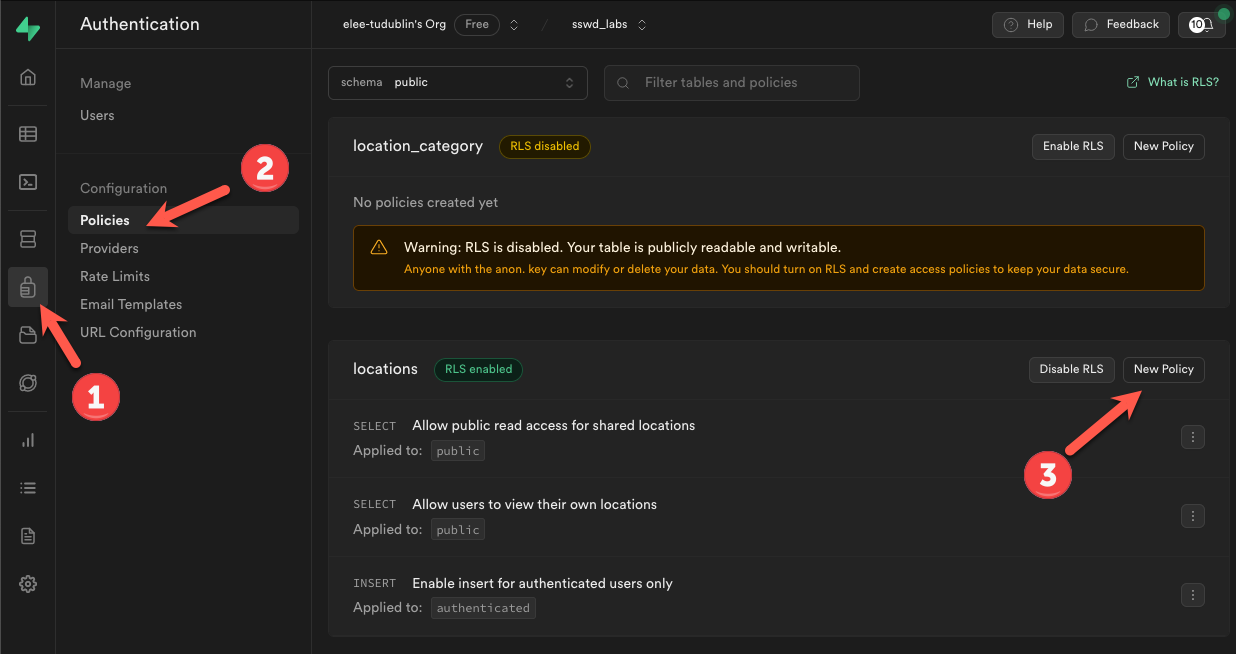 Authentication
elee-tudublin's Org Free / sswd_labs Help Feedback 10
Manage
Users
Configuration
Policies
Providers
Rate Limits
Email Templates
URL Configuration
1
2
schema public Filter tables and policies What is RLS?
location_category RLS disabled Enable RLS New Policy
No policies created yet
Warning: RLS is disabled. Your table is publicly readable and writable.
Anyone with the anon. key can modify or delete your data. You should turn on RLS and create access policies to keep your data secure.
locations RLS enabled Disable RLS New Policy
SELECT Allow public read access for shared locations
Applied to: public
3
SELECT Allow users to view their own locations
Applied to: public
INSERT Enable insert for authenticated users only
Applied to: authenticated